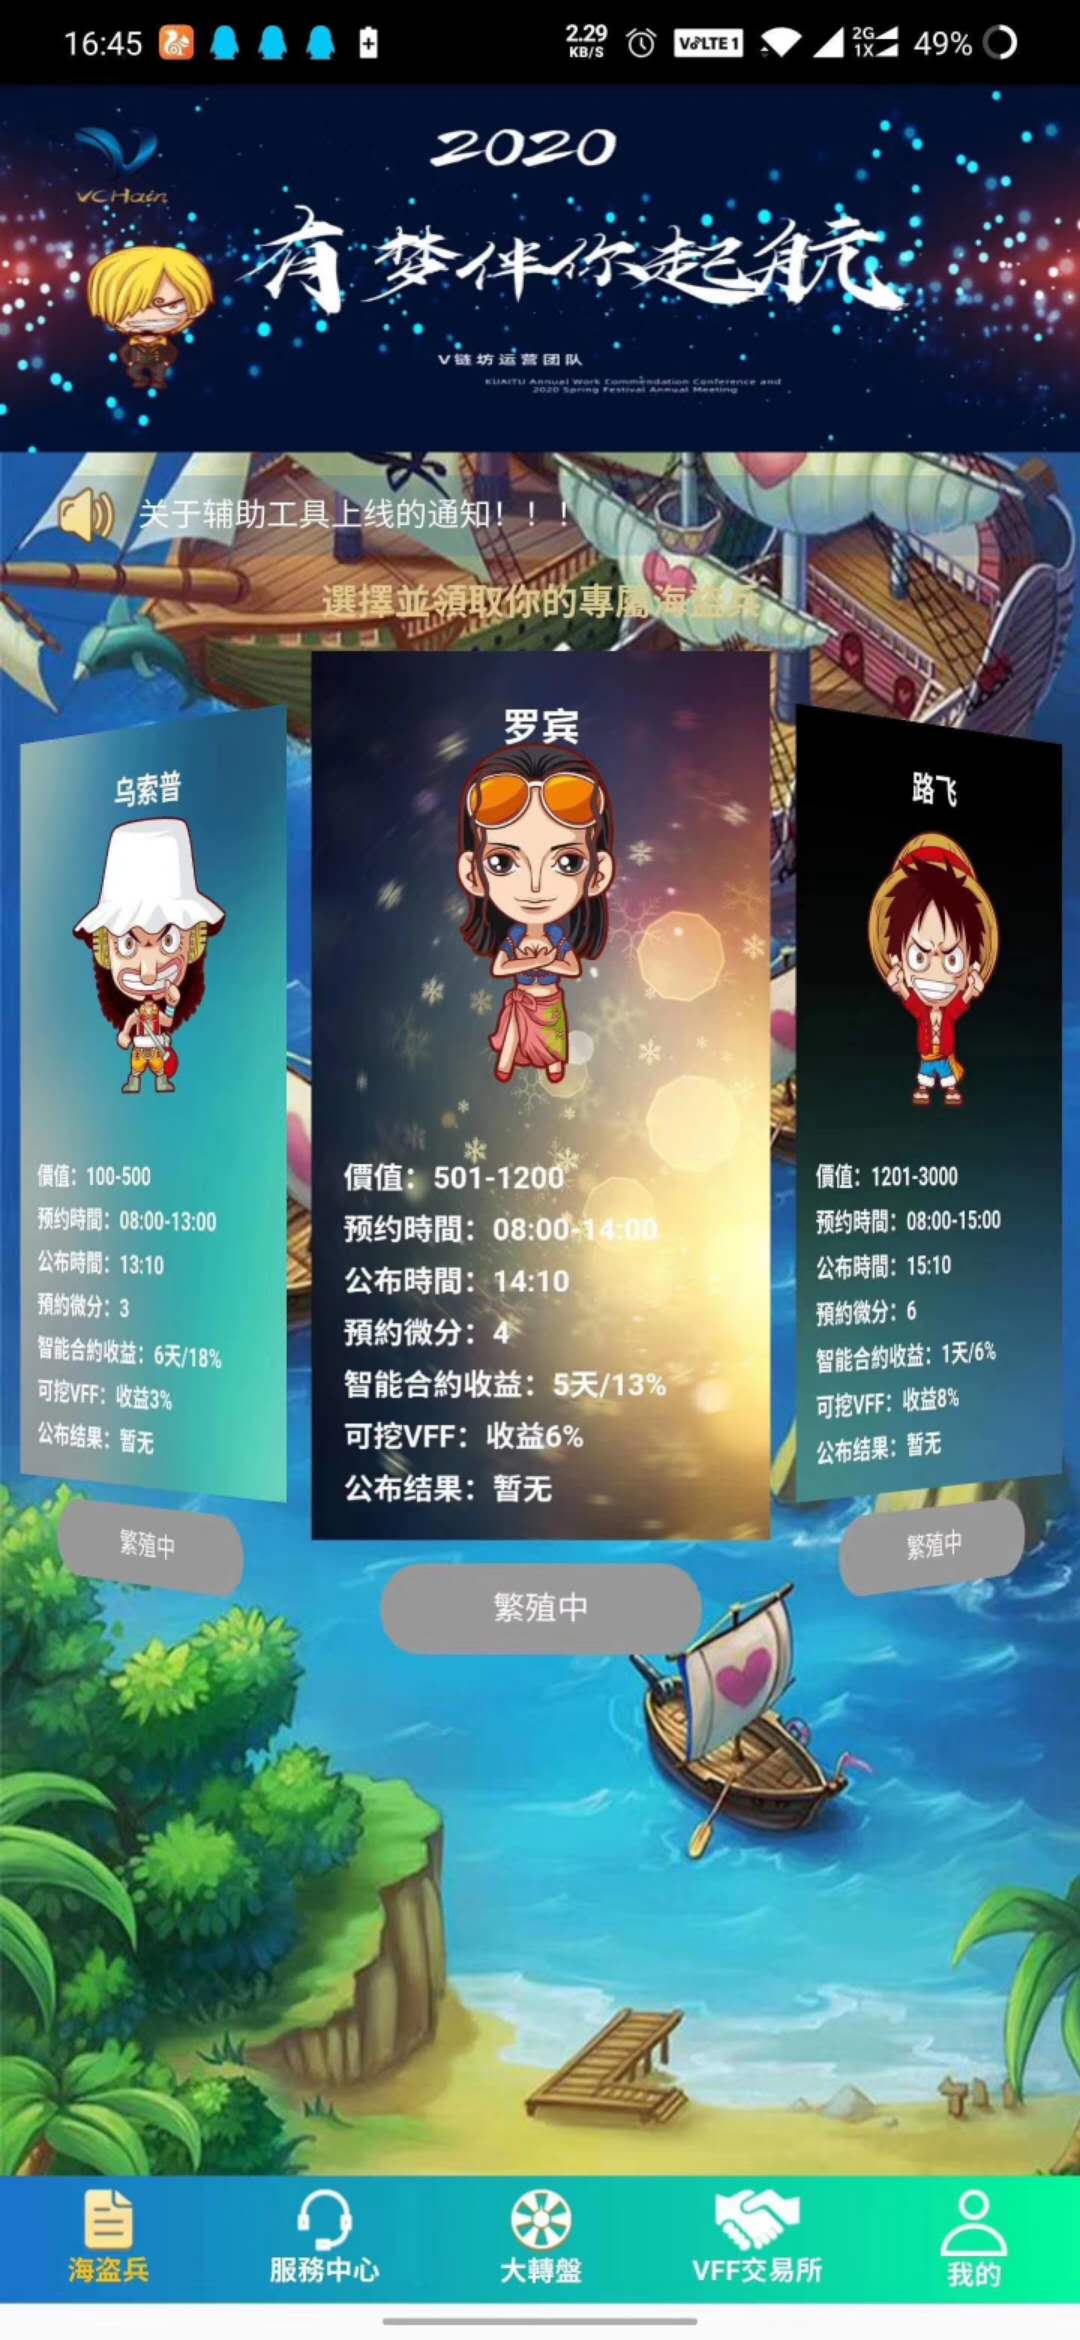 16:45
2.29
KB/S
VoLTE 1
2G
1X
49%
VCHain
2020
有梦伴你起航
V链坊运营团队
KUAITU Annual Work Commendation Conference and
2020 Spring Festival Annual Meeting
关于辅助工具上线的通知！！！
選擇並領取你的專屬海盜兵
乌索普
價值：100-500
预约時間：08:00-13:00
公布時間：13:10
預約微分：3
智能合約收益：6天/18%
可挖VFF：收益3%
公布结果：暂无
繁殖中
罗宾
價值：501-1200
预约時間：08:00-14:00
公布時間：14:10
預約微分：4
智能合約收益：5天/13%
可挖VFF：收益6%
公布结果：暂无
繁殖中
路飞
價值：1201-3000
预约時間：08:00-15:00
公布時間：15:10
預約微分：6
智能合約收益：1天/6%
可挖VFF：收益8%
公布结果：暂无
繁殖中
海盗兵
服務中心
大轉盤
VFF交易所
我的